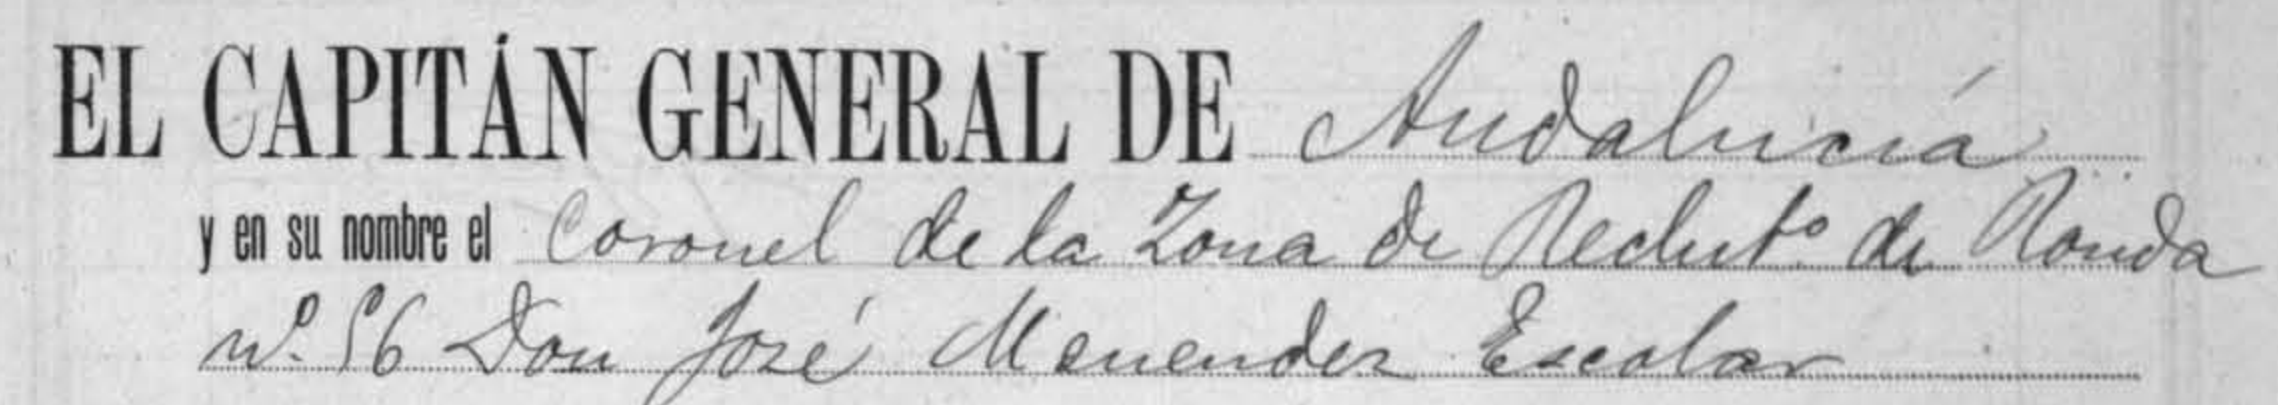 EL CAPITÁN GENERAL DE Andalucía
y en su nombre el Coronel de la Zona de Reclutº de Ronda
nº. 56 Don José Menendez Escolar